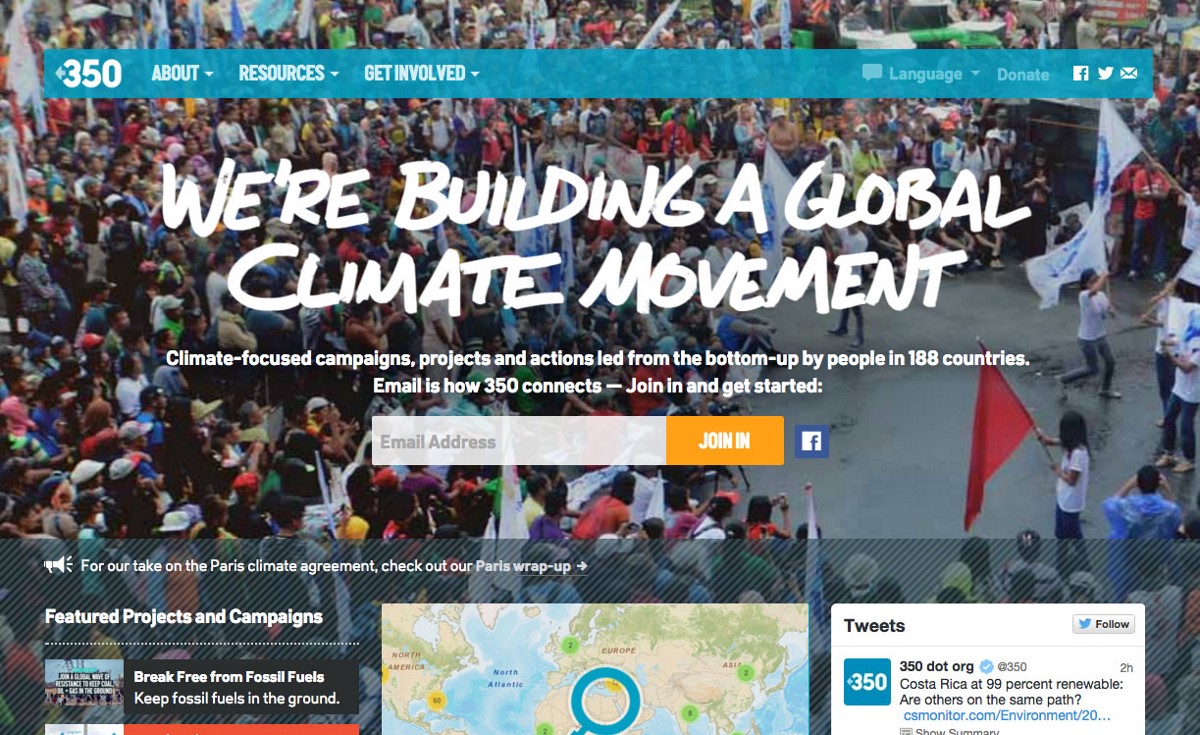 350 ABOUT RESOURCES GET INVOLVED Language Donate
WE'RE BUILDING A GLOBAL
CLIMATE MOVEMENT
Climate-focused campaigns, projects and actions led from the bottom-up by people in 188 countries.
Email is how 350 connects — Join in and get started:
Email Address JOIN IN
For our take on the Paris climate agreement, check out our Paris wrap-up →
Featured Projects and Campaigns
JOIN A GLOBAL WAVE OF
RESISTANCE TO KEEP COAL,
OIL + GAS IN THE GROUND
Break Free from Fossil Fuels
Keep fossil fuels in the ground.
NORTH
AMERICA
North
Atlantic
EUROPE
ASIA
2
2
60
6
2
Tweets Follow
350
350 dot org @350 2h
Costa Rica at 99 percent renewable:
Are others on the same path?
csmonitor.com/Environment/20…
Show Summary